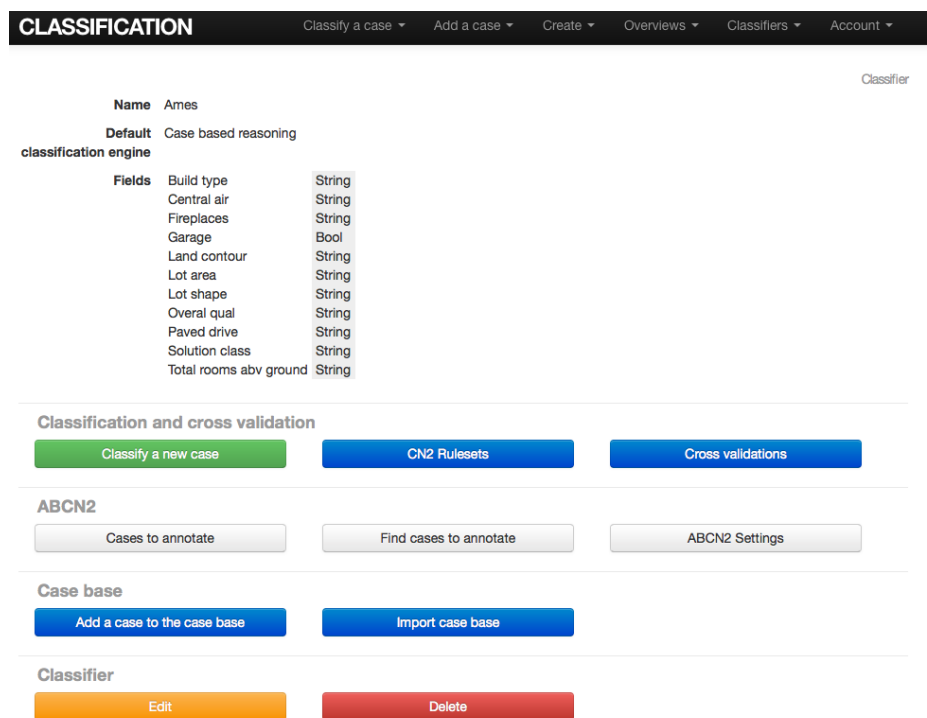 CLASSIFICATION Classify a case Add a case Create Overviews Classifiers Account
Classifier
Name Ames
Default Case based reasoning
classification engine
Fields Build type String
Central air String
Fireplaces String
Garage Bool
Land contour String
Lot area String
Lot shape String
Overal qual String
Paved drive String
Solution class String
Total rooms abv ground String
Classification and cross validation
Classify a new case CN2 Rulesets Cross validations
ABCN2
Cases to annotate Find cases to annotate ABCN2 Settings
Case base
Add a case to the case base Import case base
Classifier
Edit Delete